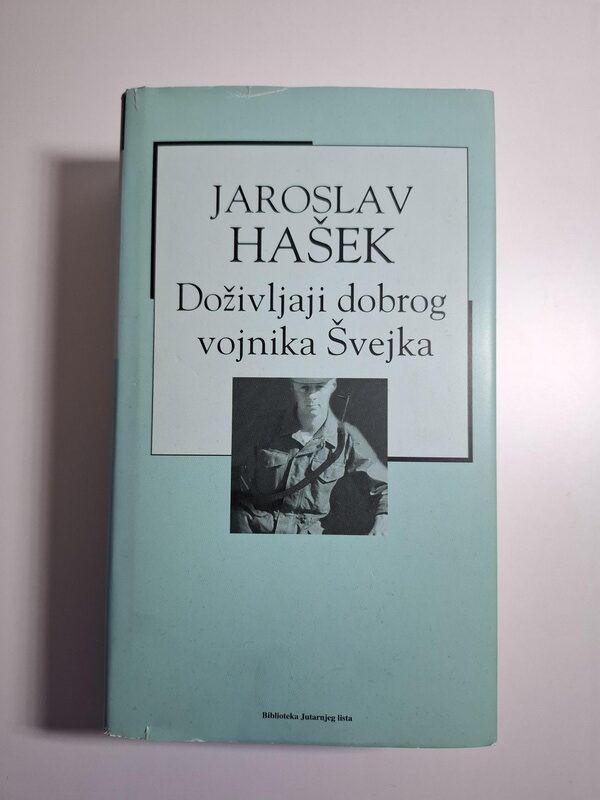 JAROSLAV
HAŠEK
Doživljaji dobrog
vojnika Švejka
Biblioteka Jutarnjeg lista